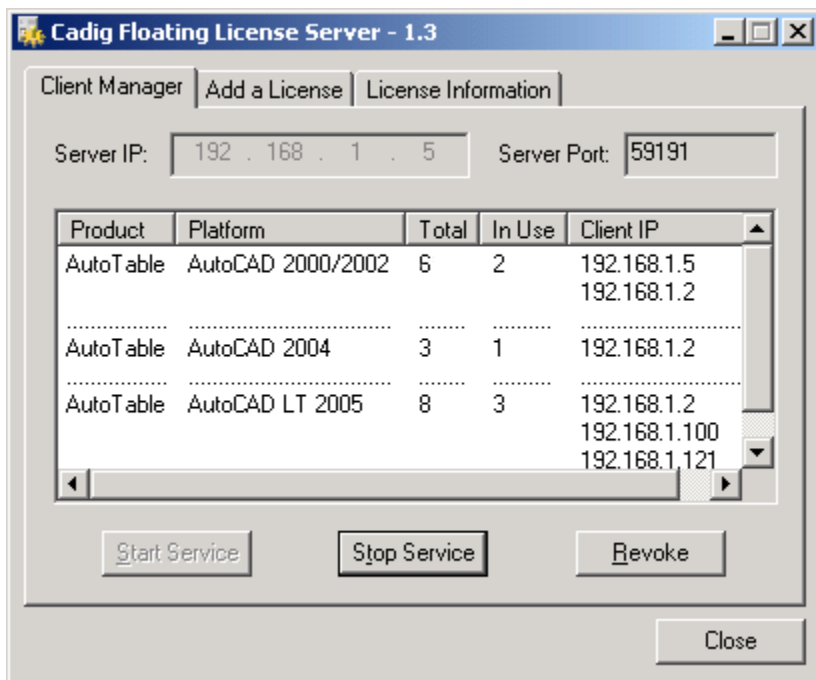 Cadig Floating License Server - 1.3
Client Manager Add a License License Information
Server IP: 192 . 168 . 1 . 5 Server Port: 59191
Product Platform Total In Use Client IP
AutoTable AutoCAD 2000/2002 6 2 192.168.1.5
192.168.1.2
AutoTable AutoCAD 2004 3 1 192.168.1.2
AutoTable AutoCAD LT 2005 8 3 192.168.1.2
192.168.1.100
192.168.1.121
Start Service Stop Service Revoke
Close